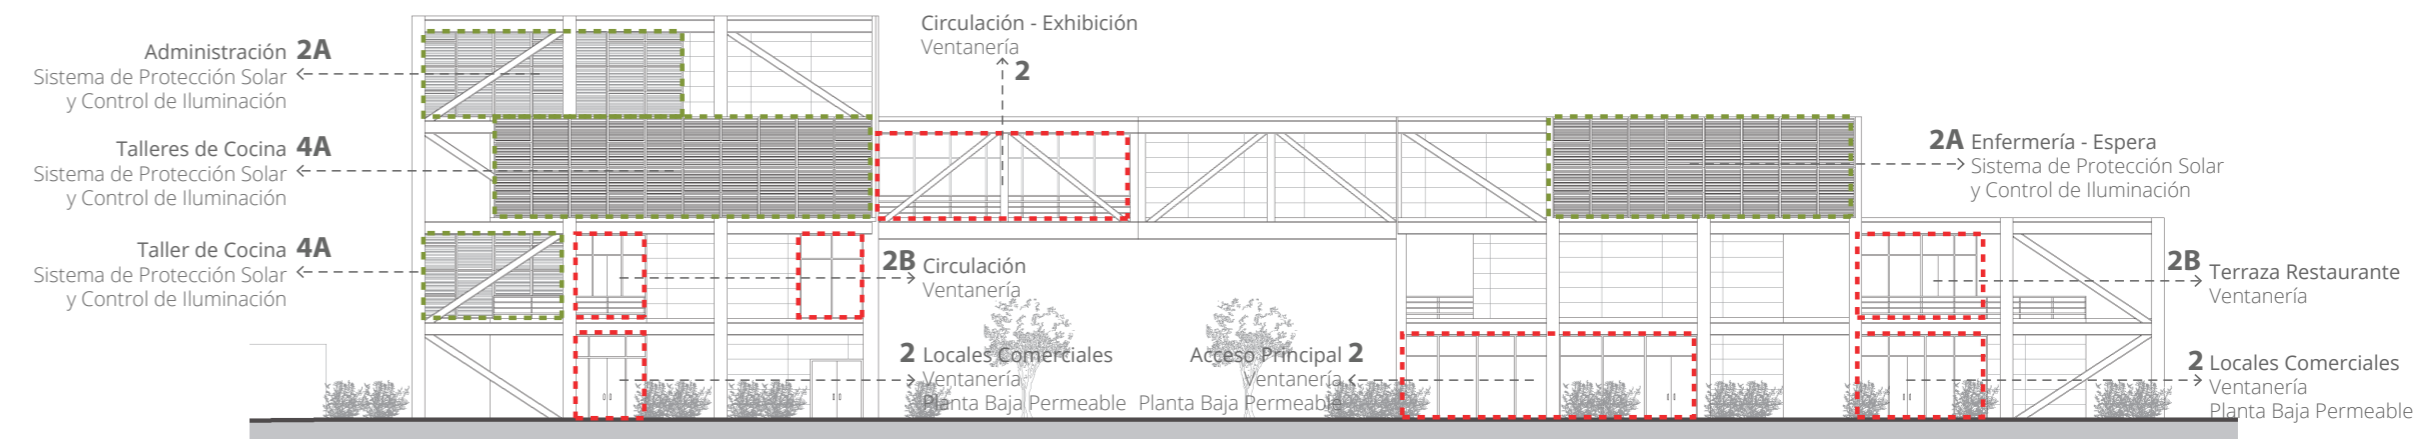 Administración 2A
Sistema de Protección Solar
y Control de Iluminación
Talleres de Cocina 4A
Sistema de Protección Solar
y Control de Iluminación
Taller de Cocina 4A
Sistema de Protección Solar
y Control de Iluminación
Circulación - Exhibición
Ventanería
2
2B Circulación
Ventanería
2 Locales Comerciales
Ventanería
Planta Baja Permeable
Acceso Principal 2
Ventanería
Planta Baja Permeable
2A Enfermería - Espera
Sistema de Protección Solar
y Control de Iluminación
2B Terraza Restaurante
Ventanería
2 Locales Comerciales
Ventanería
Planta Baja Permeable